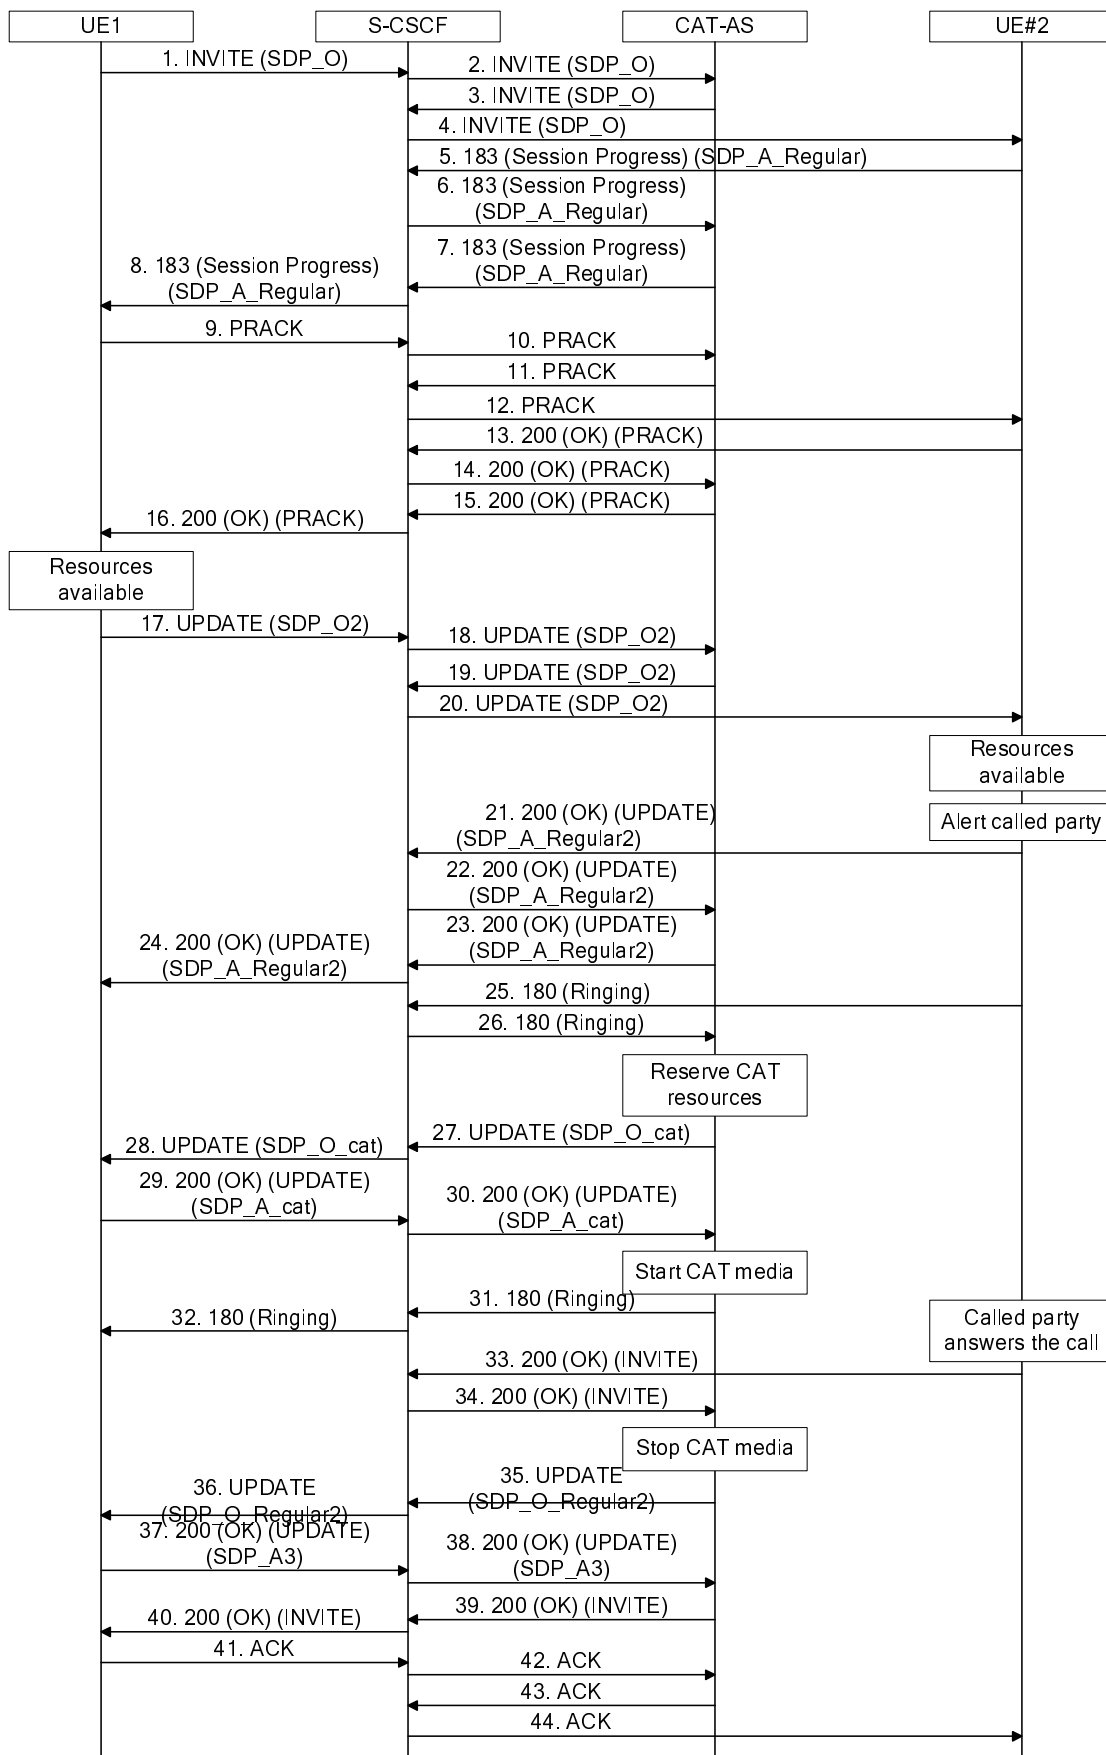 UE1
S-CSCF
CAT-AS
UE#2
1. INVITE (SDP_O)
2. INVITE (SDP_O)
3. INVITE (SDP_O)
4. INVITE (SDP_O)
5. 183 (Session Progress) (SDP_A_Regular)
6. 183 (Session Progress)
(SDP_A_Regular)
7. 183 (Session Progress)
(SDP_A_Regular)
8. 183 (Session Progress)
(SDP_A_Regular)
9. PRACK
10. PRACK
11. PRACK
12. PRACK
13. 200 (OK) (PRACK)
14. 200 (OK) (PRACK)
15. 200 (OK) (PRACK)
16. 200 (OK) (PRACK)
Resources
available
17. UPDATE (SDP_O2)
18. UPDATE (SDP_O2)
19. UPDATE (SDP_O2)
20. UPDATE (SDP_O2)
Resources
available
Alert called party
21. 200 (OK) (UPDATE)
(SDP_A_Regular2)
22. 200 (OK) (UPDATE)
(SDP_A_Regular2)
23. 200 (OK) (UPDATE)
(SDP_A_Regular2)
24. 200 (OK) (UPDATE)
(SDP_A_Regular2)
25. 180 (Ringing)
26. 180 (Ringing)
Reserve CAT
resources
27. UPDATE (SDP_O_cat)
28. UPDATE (SDP_O_cat)
29. 200 (OK) (UPDATE)
(SDP_A_cat)
30. 200 (OK) (UPDATE)
(SDP_A_cat)
Start CAT media
31. 180 (Ringing)
32. 180 (Ringing)
Called party
answers the call
33. 200 (OK) (INVITE)
34. 200 (OK) (INVITE)
Stop CAT media
35. UPDATE
(SDP_O_Regular2)
36. UPDATE
(SDP_O_Regular2)
37. 200 (OK) (UPDATE)
(SDP_A3)
38. 200 (OK) (UPDATE)
(SDP_A3)
39. 200 (OK) (INVITE)
40. 200 (OK) (INVITE)
41. ACK
42. ACK
43. ACK
44. ACK